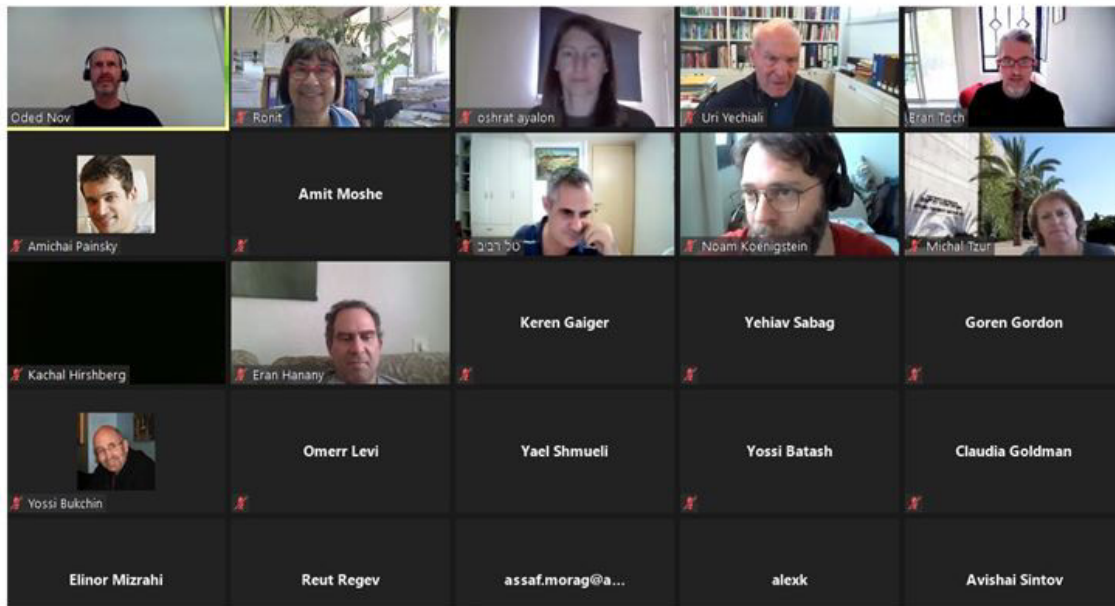 Oded Nov
Ronit
oshrat ayalon
Uri Yechiali
Eran Toch
Amichai Painsky
Amit Moshe
טל רביב
Noam Koenigstein
Michal Tzur
Kachal Hirshberg
Eran Hanany
Keren Gaiger
Yehiav Sabag
Goren Gordon
Yossi Bukchin
Omerr Levi
Yael Shmueli
Yossi Batash
Claudia Goldman
Elinor Mizrahi
Reut Regev
assaf.morag@a...
alexk
Avishai Sintov